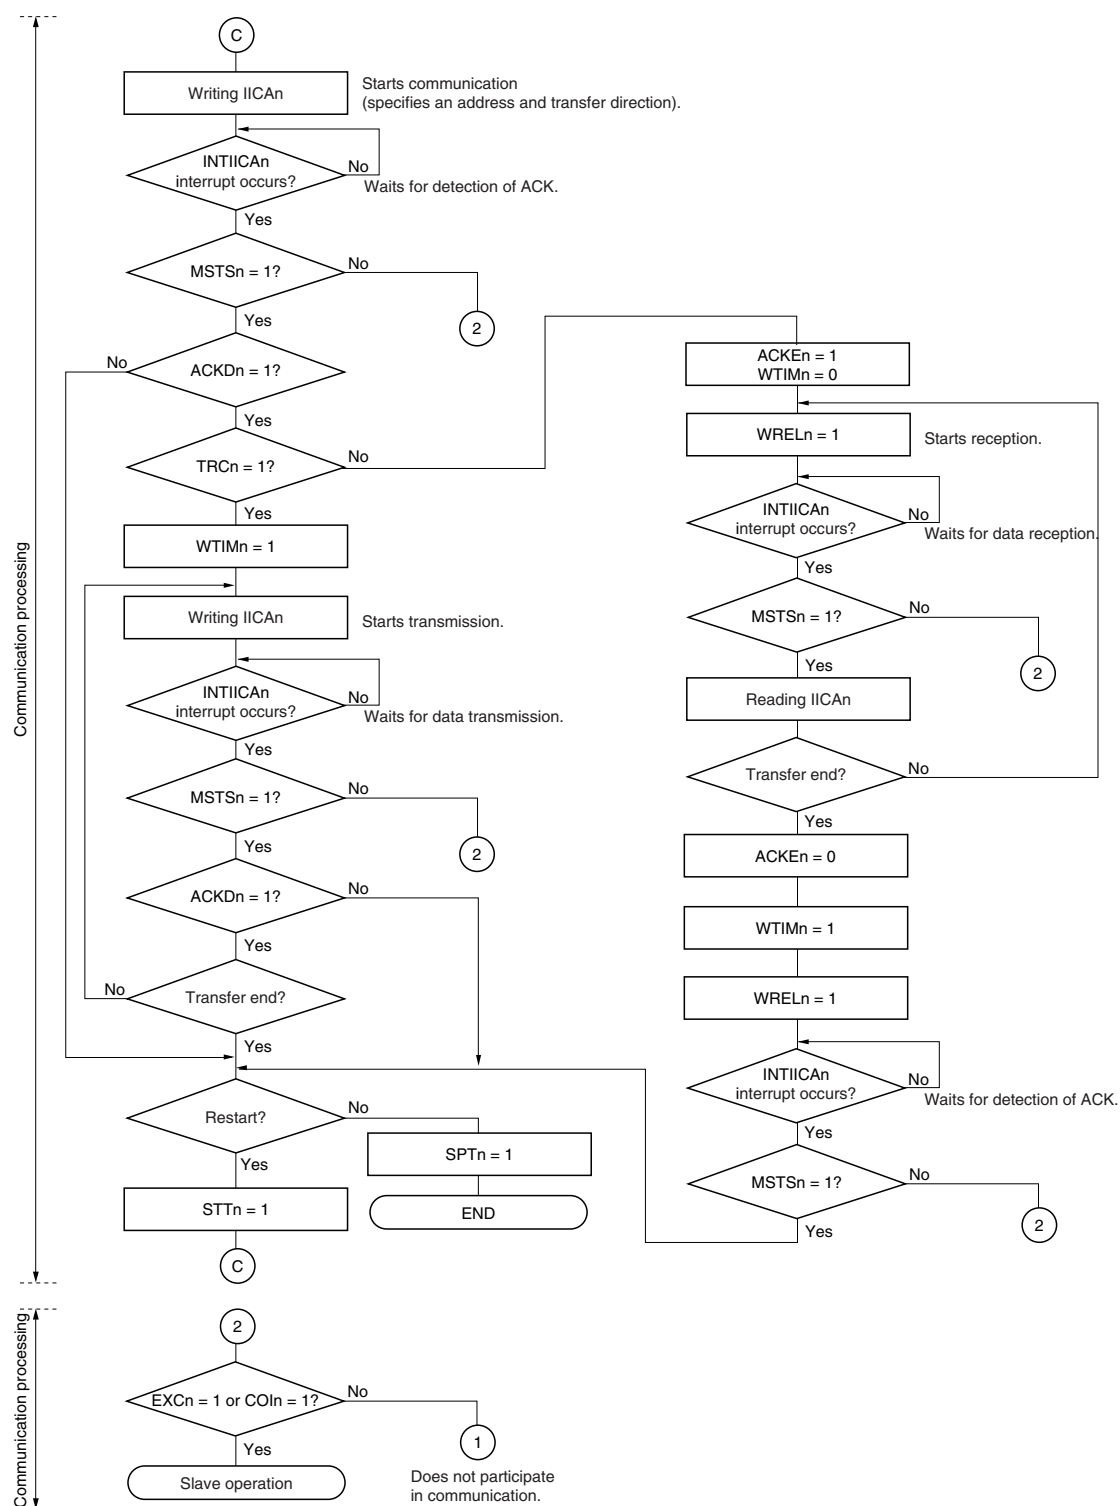 C
Writing IICAn
Starts communication
(specifies an address and transfer direction).
INTIICAn
interrupt occurs?
No
Waits for detection of ACK.
Yes
MSTSn = 1?
No
2
Yes
ACKDn = 1?
No
Yes
TRCn = 1?
No
Yes
WTIMn = 1
Writing IICAn
Starts transmission.
INTIICAn
interrupt occurs?
No
Waits for data transmission.
Yes
MSTSn = 1?
No
2
Yes
ACKDn = 1?
No
Yes
Transfer end?
No
Yes
Restart?
No
SPTn = 1
END
Yes
STTn = 1
C
ACKEn = 1
WTIMn = 0
WRELn = 1
Starts reception.
INTIICAn
interrupt occurs?
No
Waits for data reception.
Yes
MSTSn = 1?
No
2
Yes
Reading IICAn
Transfer end?
No
Yes
ACKEn = 0
WTIMn = 1
WRELn = 1
INTIICAn
interrupt occurs?
No
Waits for detection of ACK.
Yes
MSTSn = 1?
No
2
Yes
Communication processing
2
EXCn = 1 or COIn = 1?
No
1
Does not participate
in communication.
Yes
Slave operation
Communication processing